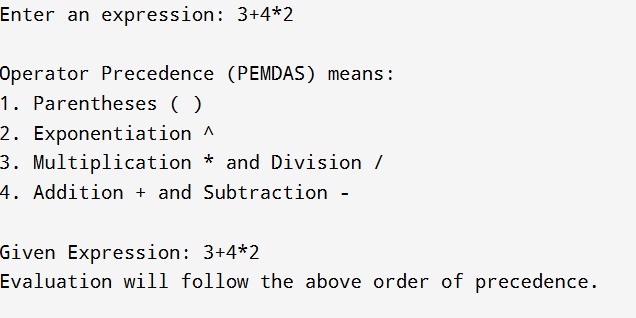 Enter an expression: 3+4*2
Operator Precedence (PEMDAS) means:
1. Parentheses ( )
2. Exponentiation ^
3. Multiplication * and Division /
4. Addition + and Subtraction -
Given Expression: 3+4*2
Evaluation will follow the above order of precedence.